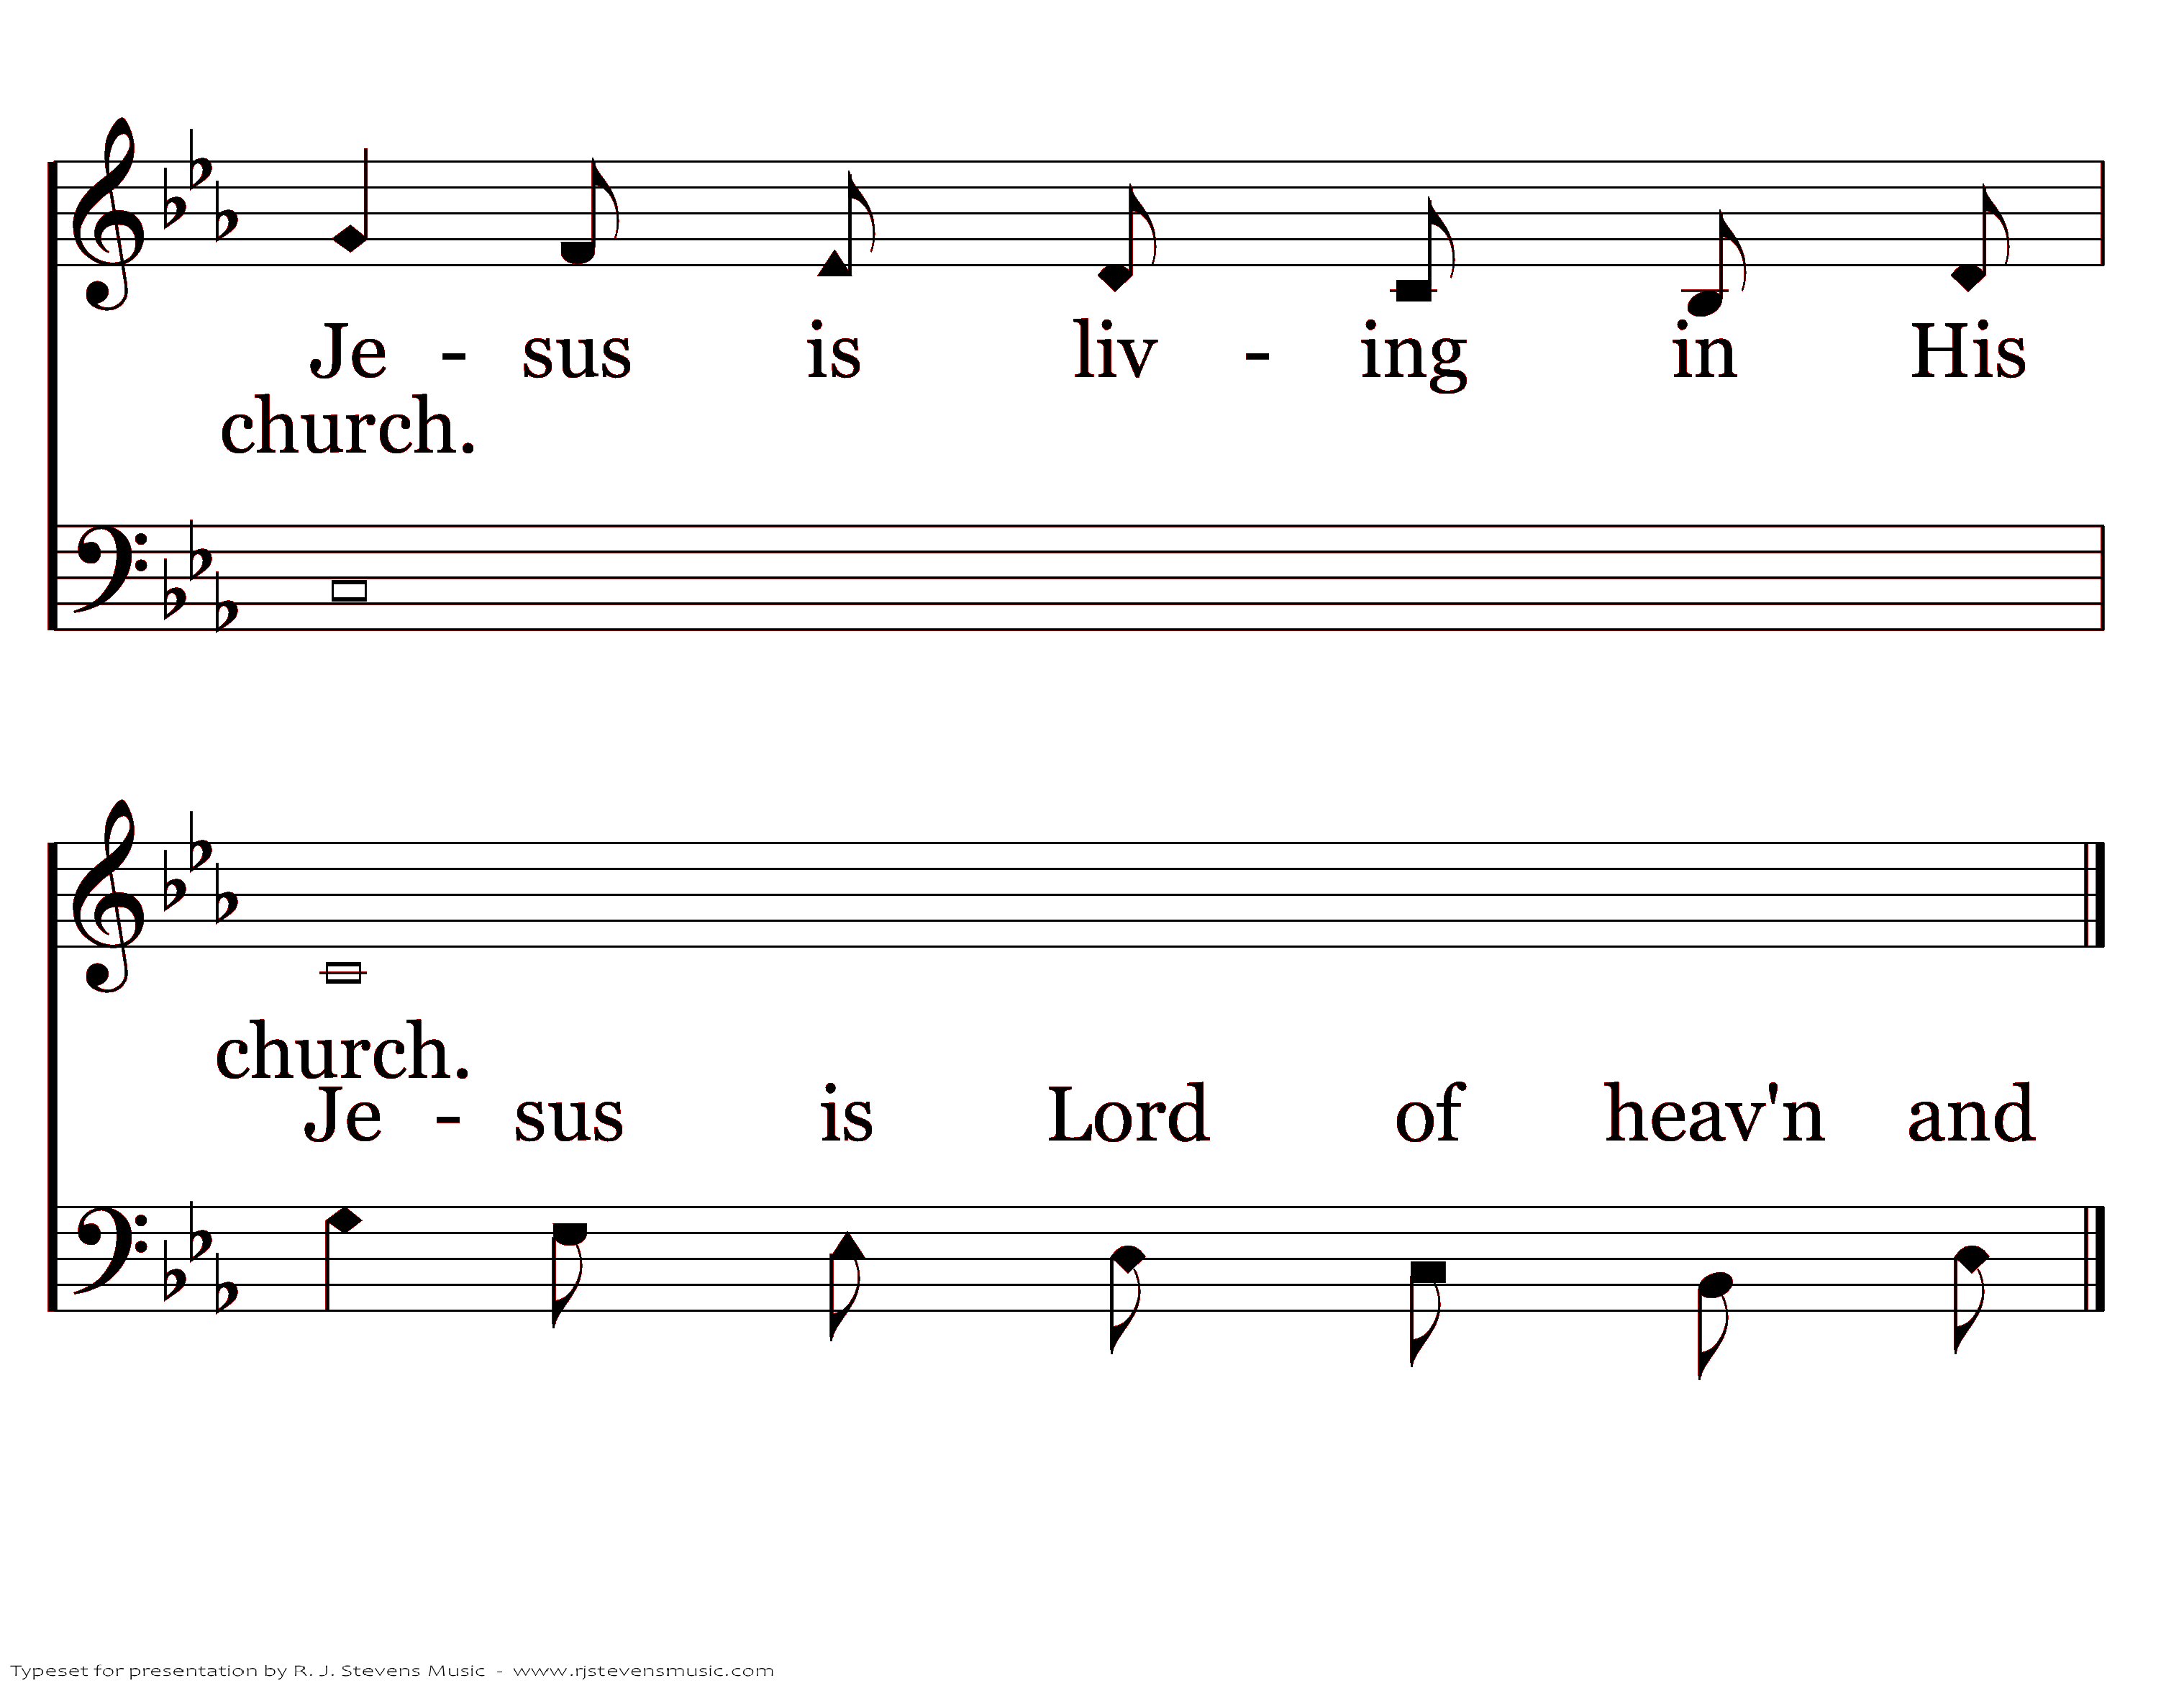 Je - sus is liv - ing in His
church.
church.
Je - sus is Lord of heav'n and
Typeset for presentation by R. J. Stevens Music - www.rjstevensmusic.com